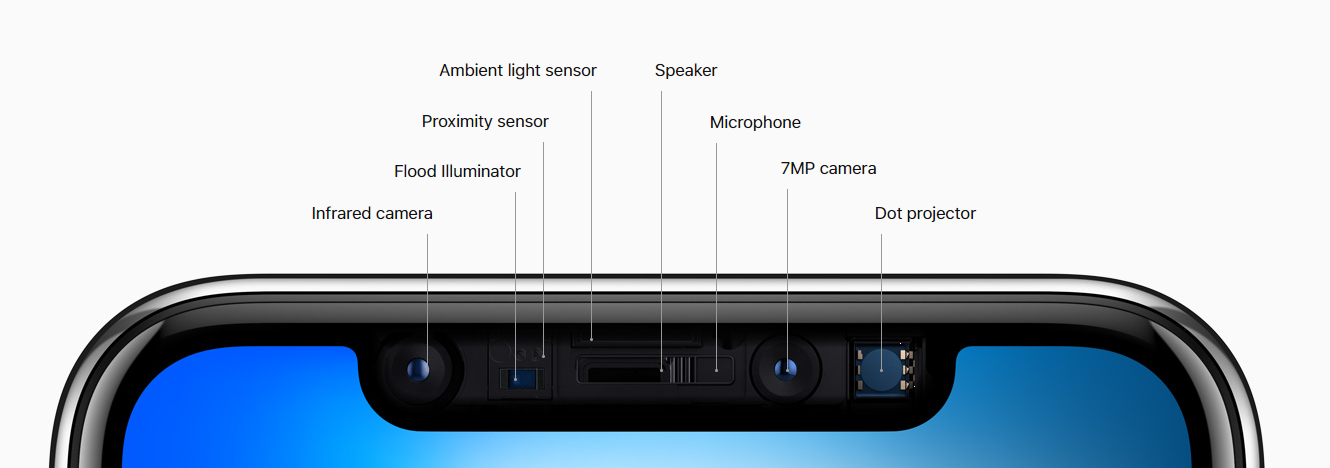 Ambient light sensor
Speaker
Proximity sensor
Microphone
Flood Illuminator
7MP camera
Infrared camera
Dot projector